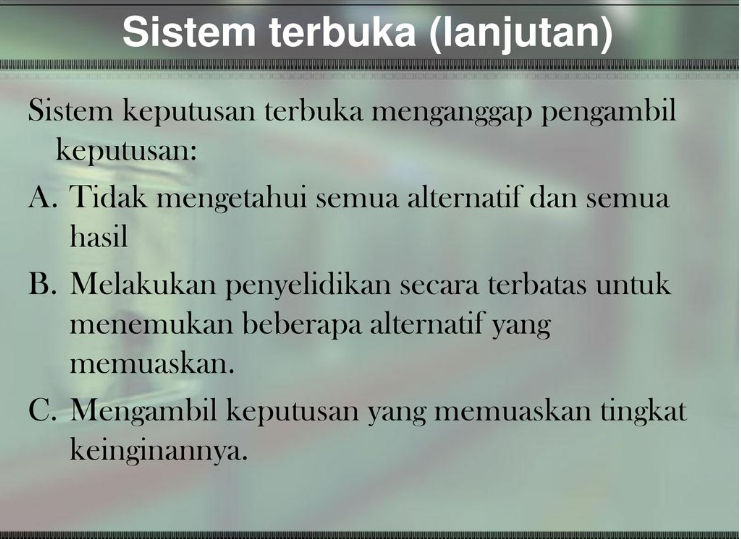 Sistem terbuka (lanjutan)
Sistem keputusan terbuka menganggap pengambil
keputusan:
A. Tidak mengetahui semua alternatif dan semua
hasil
B. Melakukan penyelidikan secara terbatas untuk
menemukan beberapa alternatif yang
memuaskan.
C. Mengambil keputusan yang memuaskan tingkat
keinginannya.